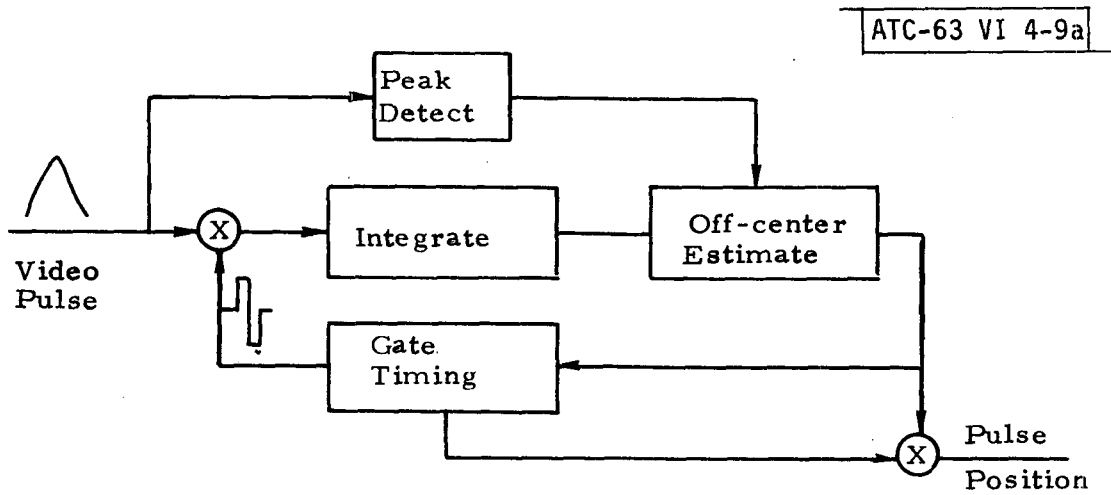 ATC-63 VI 4-9a
Peak
Detect
X
Integrate
Off-center
Estimate
Video
Pulse
Gate
Timing
X
Pulse
Position